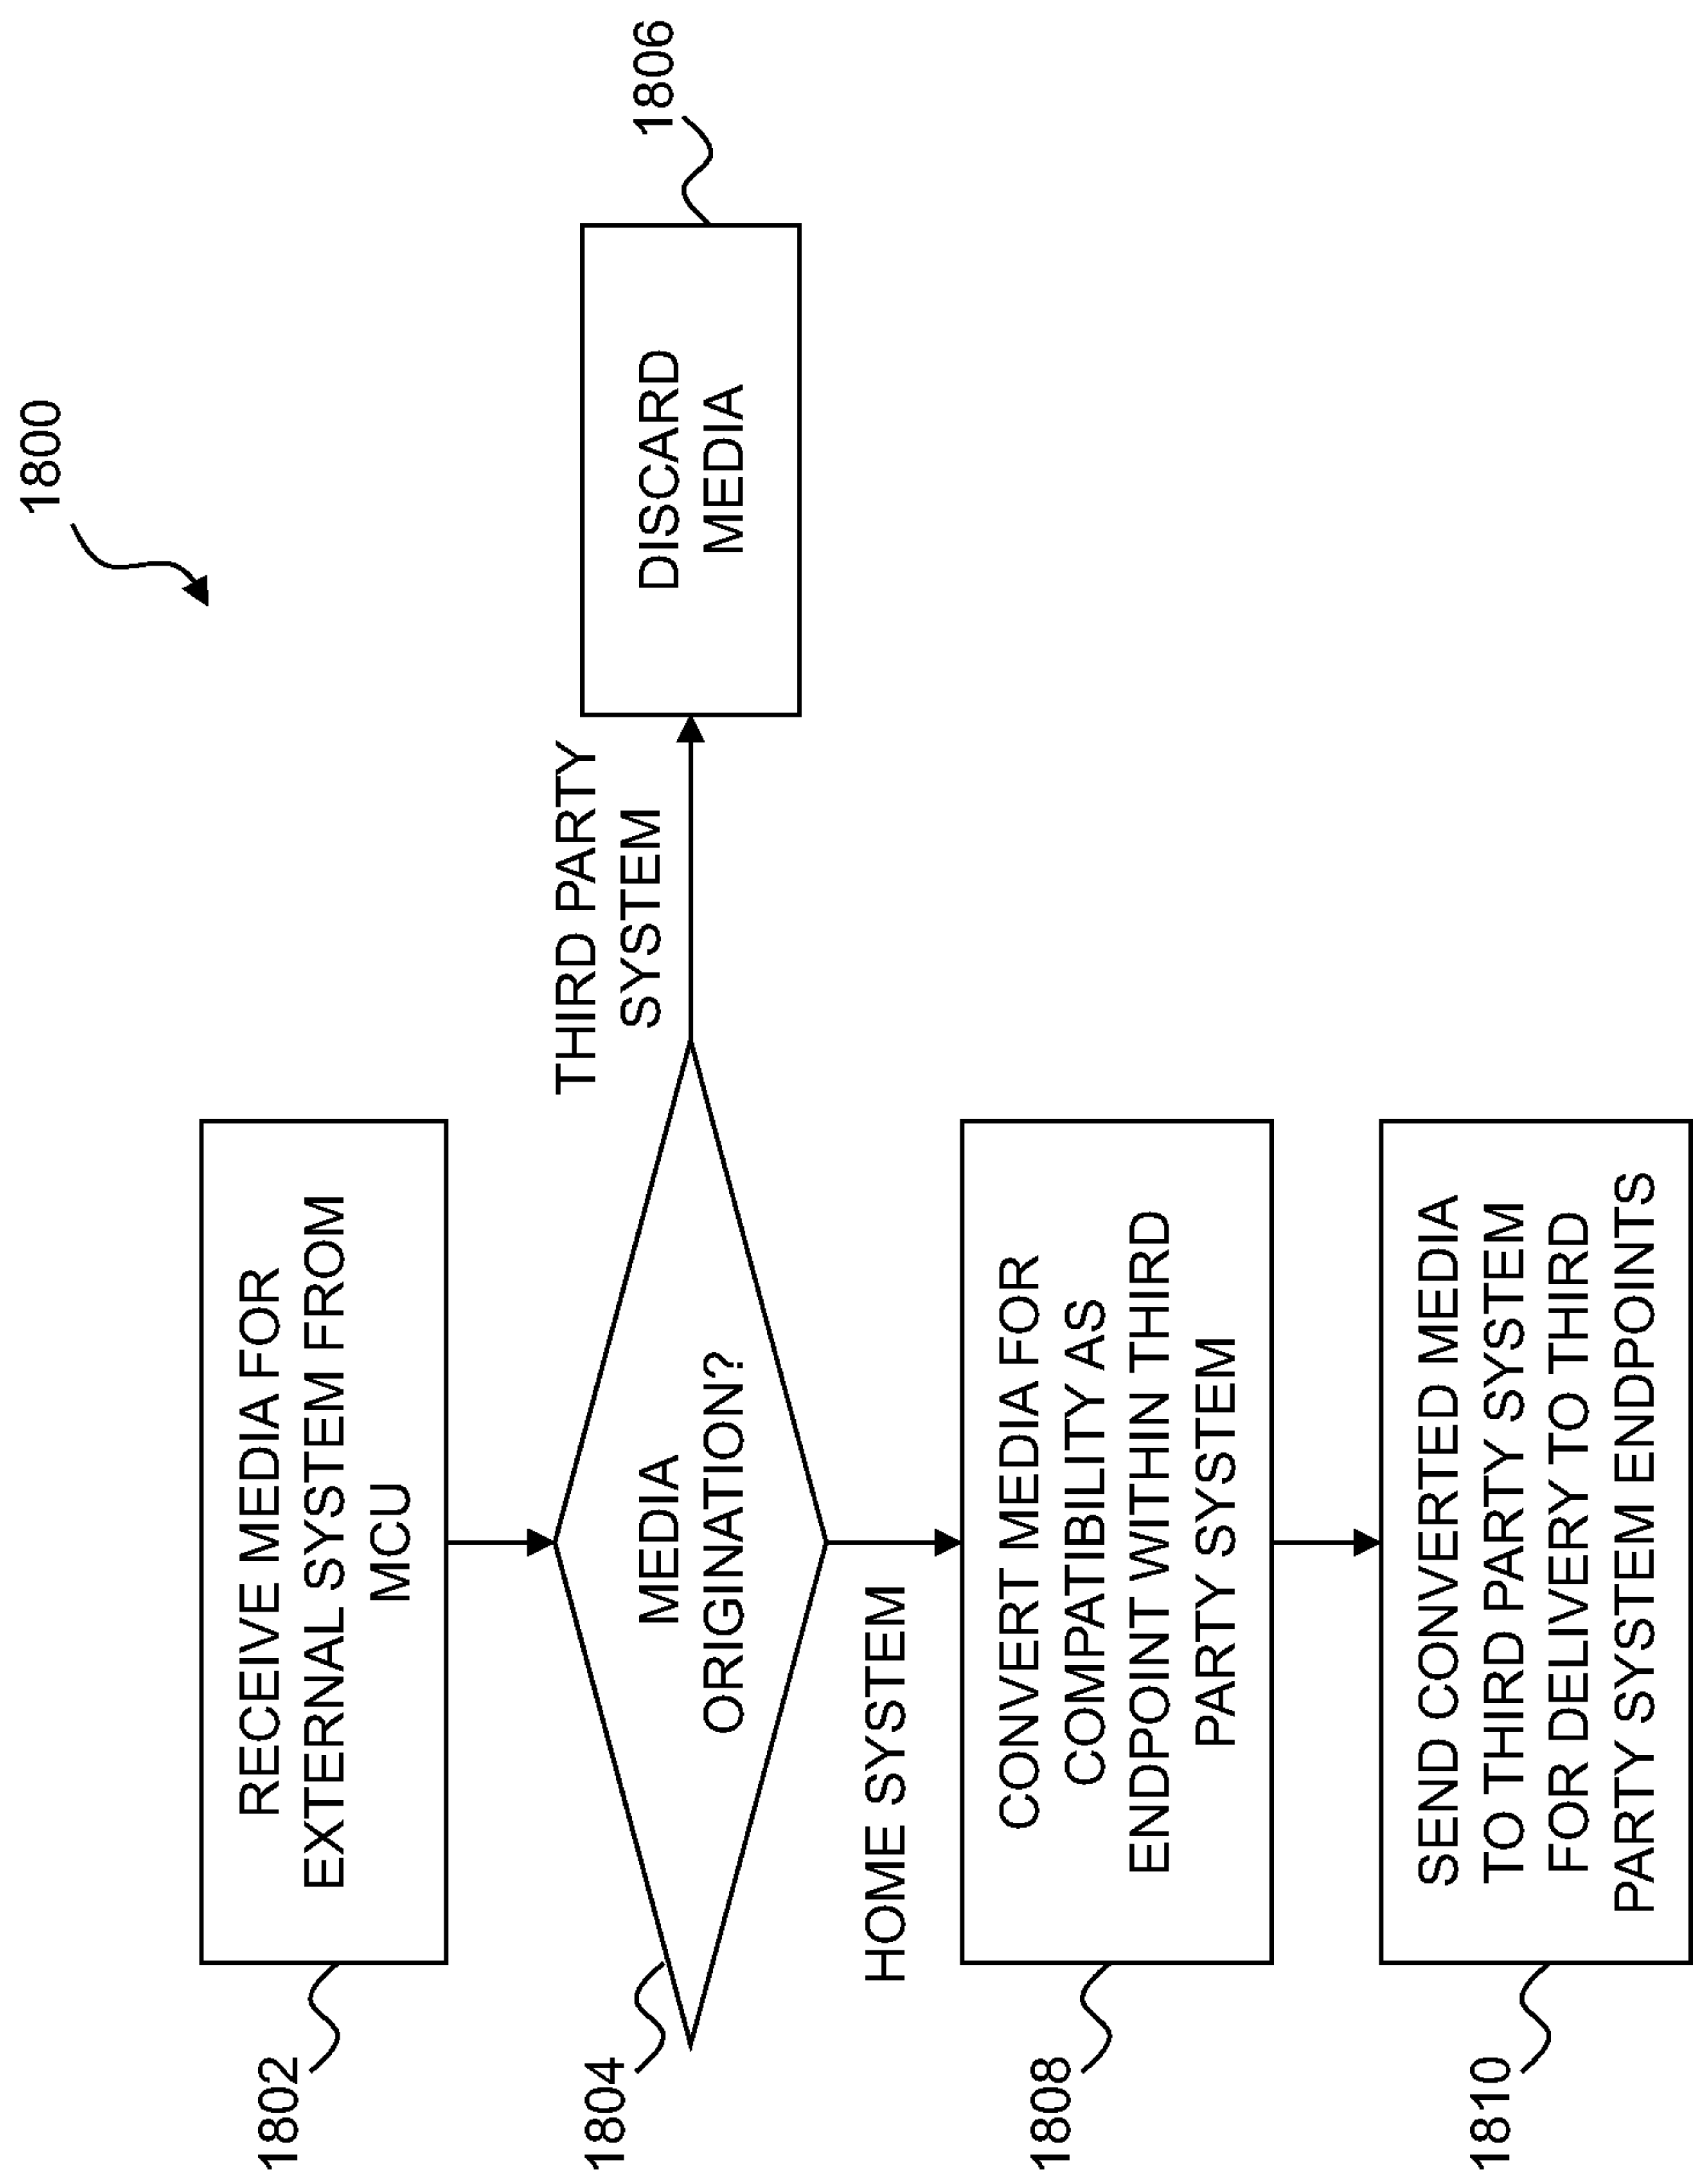 1800
1802
RECEIVE MEDIA FOR
EXTERNAL SYSTEM FROM
MCU
1804
MEDIA
ORIGINATION?
THIRD PARTY
SYSTEM
DISCARD
MEDIA
1806
HOME SYSTEM
1808
CONVERT MEDIA FOR
COMPATIBILITY AS
ENDPOINT WITHIN THIRD
PARTY SYSTEM
1810
SEND CONVERTED MEDIA
TO THIRD PARTY SYSTEM
FOR DELIVERY TO THIRD
PARTY SYSTEM ENDPOINTS